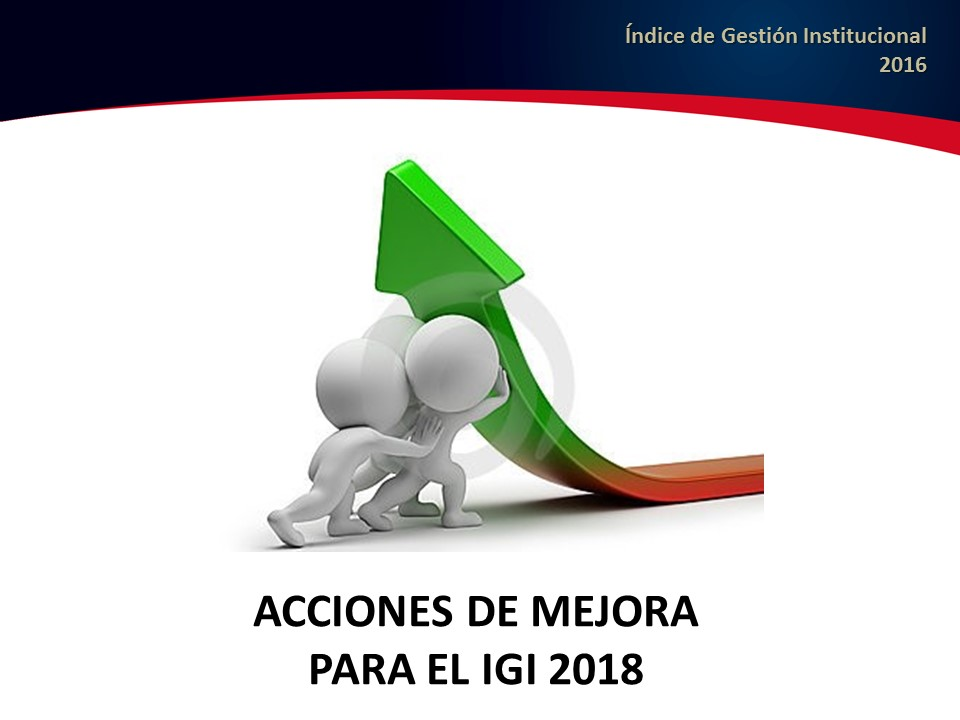 Índice de Gestión Institucional
2016
ACCIONES DE MEJORA
PARA EL IGI 2018